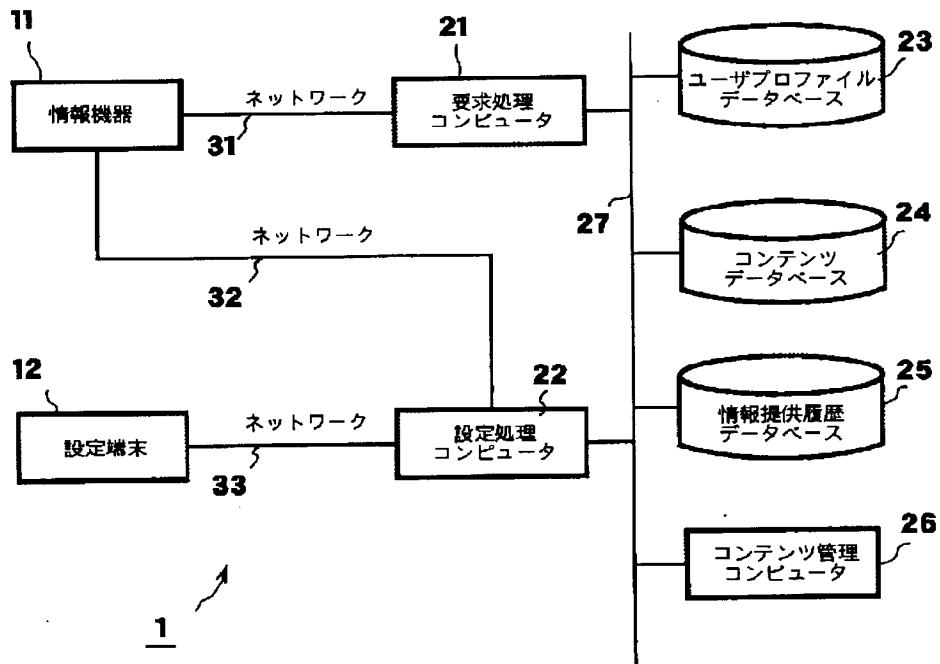 11
情報機器
ネットワーク
31
21
要求処理
コンピュータ
23
ユーザプロファイル
データベース
27
24
コンテンツ
データベース
ネットワーク
32
12
設定端末
ネットワーク
33
22
設定処理
コンピュータ
25
情報提供履歴
データベース
26
コンテンツ管理
コンピュータ
1